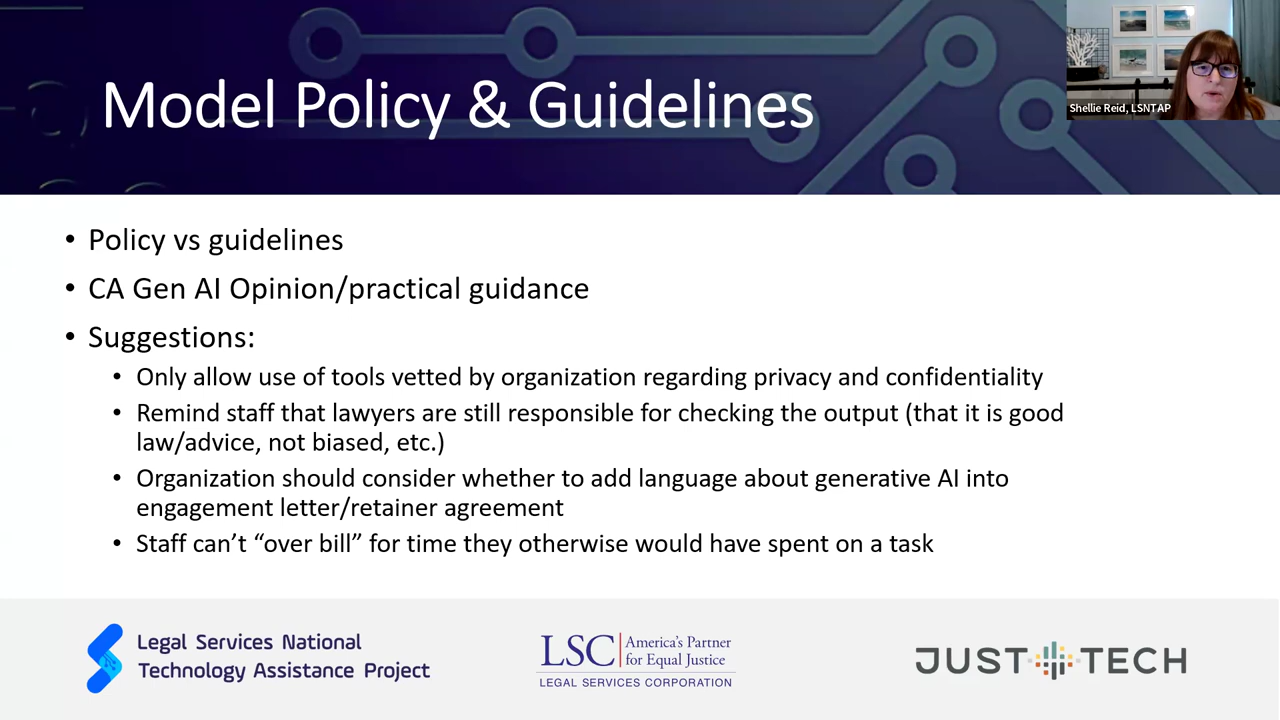 Model Policy & Guidelines
Shellie Reid, LSNTAP
• Policy vs guidelines
• CA Gen AI Opinion/practical guidance
• Suggestions:
• Only allow use of tools vetted by organization regarding privacy and confidentiality
• Remind staff that lawyers are still responsible for checking the output (that it is good
law/advice, not biased, etc.)
• Organization should consider whether to add language about generative AI into
engagement letter/retainer agreement
• Staff can’t “over bill” for time they otherwise would have spent on a task
Legal Services National
Technology Assistance Project
LSC America’s Partner
for Equal Justice
LEGAL SERVICES CORPORATION
JUST TECH